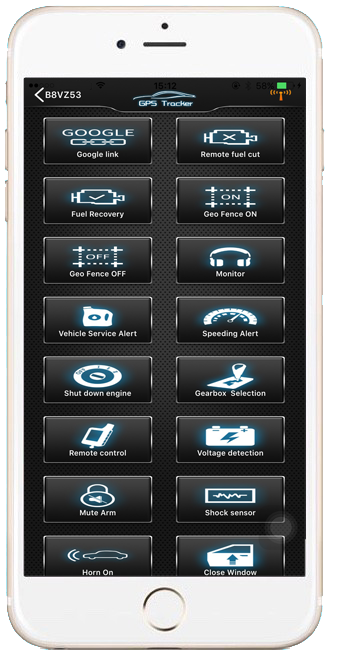 B8VZ53
15:12
58%
GPS Tracker
GOOGLE
Google link
Remote fuel cut
Fuel Recovery
ON
Geo Fence ON
OFF
Geo Fence OFF
Monitor
Vehicle Service Alert
Speeding Alert
Shut down engine
Gearbox Selection
Remote control
Voltage detection
Mute Arm
Shock sensor
Horn On
Close Window